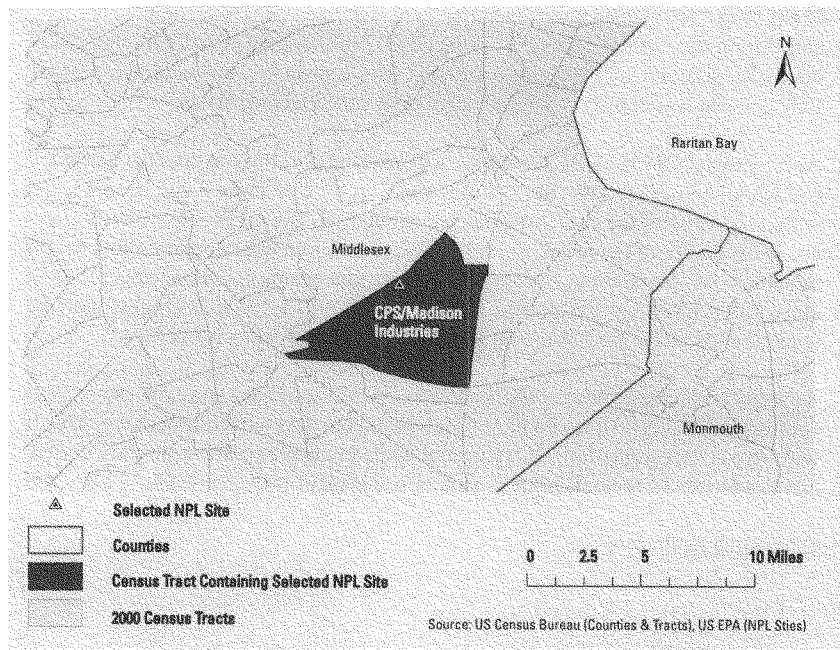 N
Raritan Bay
Middlesex
CPS/Madison
Industries
Monmouth
Selected NPL Site
Counties
Census Tract Containing Selected NPL Site
2000 Census Tracts
0 2.5 5 10 Miles
Source: US Census Bureau (Counties & Tracts), US EPA (NPL Sties)